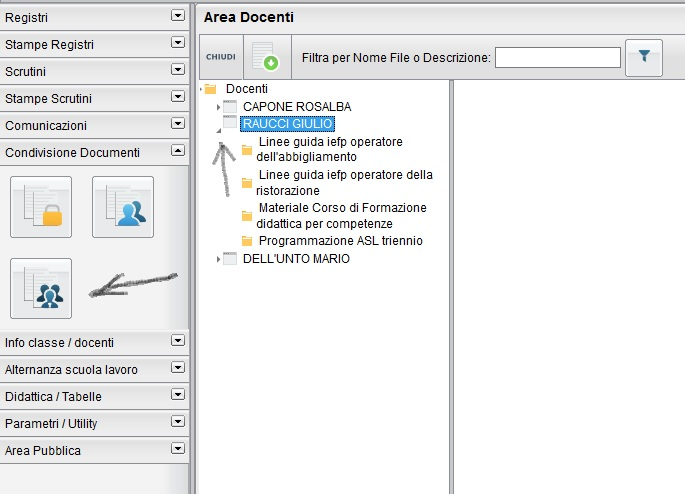 Registri
Stampe Registri
Scrutini
Stampe Scrutini
Comunicazioni
Condivisione Documenti
Info classe / docenti
Alternanza scuola lavoro
Didattica / Tabelle
Parametri / Utility
Area Pubblica
Area Docenti
CHIUDI
Filtra per Nome File o Descrizione:
Docenti
CAPONE ROSALBA
RAUCCI GIULIO
Linee guida iefp operatore
dell'abbigliamento
Linee guida iefp operatore della
ristorazione
Materiale Corso di Formazione
didattica per competenze
Programmazione ASL triennio
DELL'UNTO MARIO